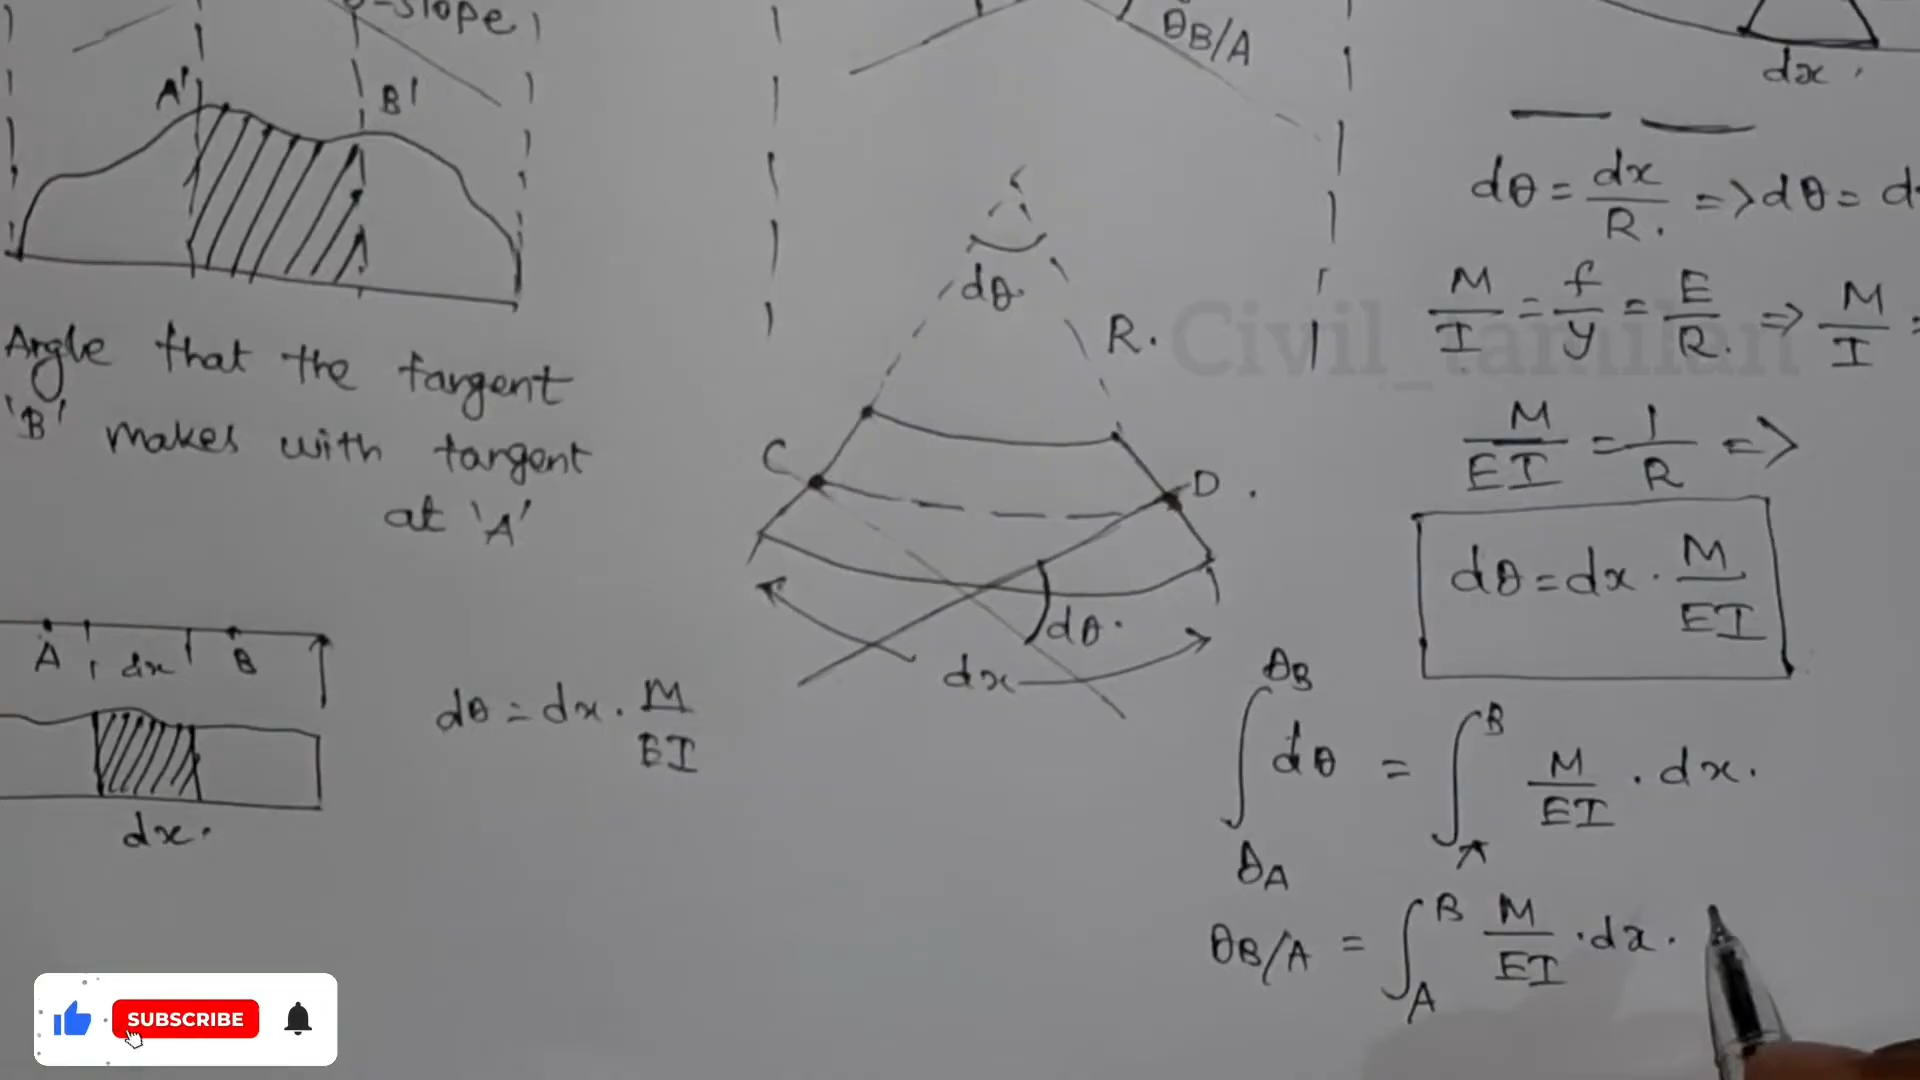 -slope
A' B'
Angle that the tangent
'B' makes with tangent
at 'A'
A dx B
dx.
dθ = dx . M/EI
θB/A
dθ
R.
C
D .
dθ.
dx
dx .
dθ = dx/R. => dθ =
M/I = f/y = E/R. => M/I =
M/EI = 1/R =>
dθ = dx . M/EI
∫θA θB dθ = ∫A B M/EI . dx.
θB/A = ∫A B M/EI . dx.
Civil_tamilan
SUBSCRIBE